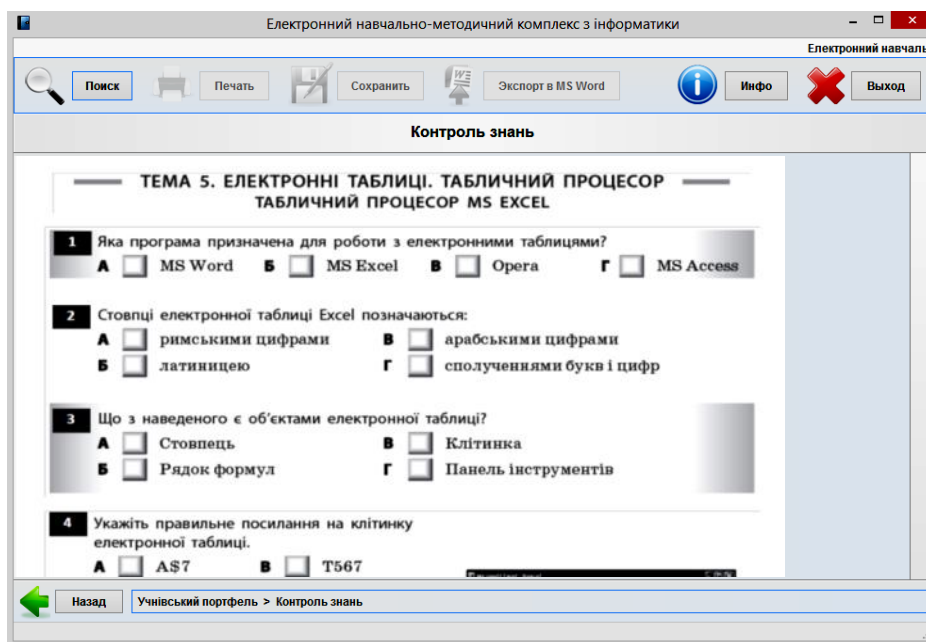 Електронний навчально-методичний комплекс з інформатики
Електронний навчаль
Поиск Печать Сохранить Экспорт в MS Word Инфо Выход
Контроль знань
ТЕМА 5. ЕЛЕКТРОННІ ТАБЛИЦІ. ТАБЛИЧНИЙ ПРОЦЕСОР
ТАБЛИЧНИЙ ПРОЦЕСОР MS EXCEL
1 Яка програма призначена для роботи з електронними таблицями?
А MS Word Б MS Excel В Opera Г MS Access
2 Стовпці електронної таблиці Excel позначаються:
А римськими цифрами В арабськими цифрами
Б латиницею Г сполученнями букв і цифр
3 Що з наведеного є об'єктами електронної таблиці?
А Стовпець В Клітинка
Б Рядок формул Г Панель інструментів
4 Укажіть правильне посилання на клітинку
електронної таблиці.
А A$7 В T567
Назад Учнівський портфель > Контроль знань